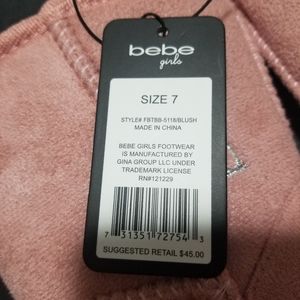 bebe
girls
SIZE 7
STYLE# FBTBB-5118/BLUSH
MADE IN CHINA
BEBE GIRLS FOOTWEAR
IS MANUFACTURED BY
GINA GROUP LLC UNDER
TRADEMARK LICENSE
RN#121229
7 31351 72754 3
SUGGESTED RETAIL $45.00